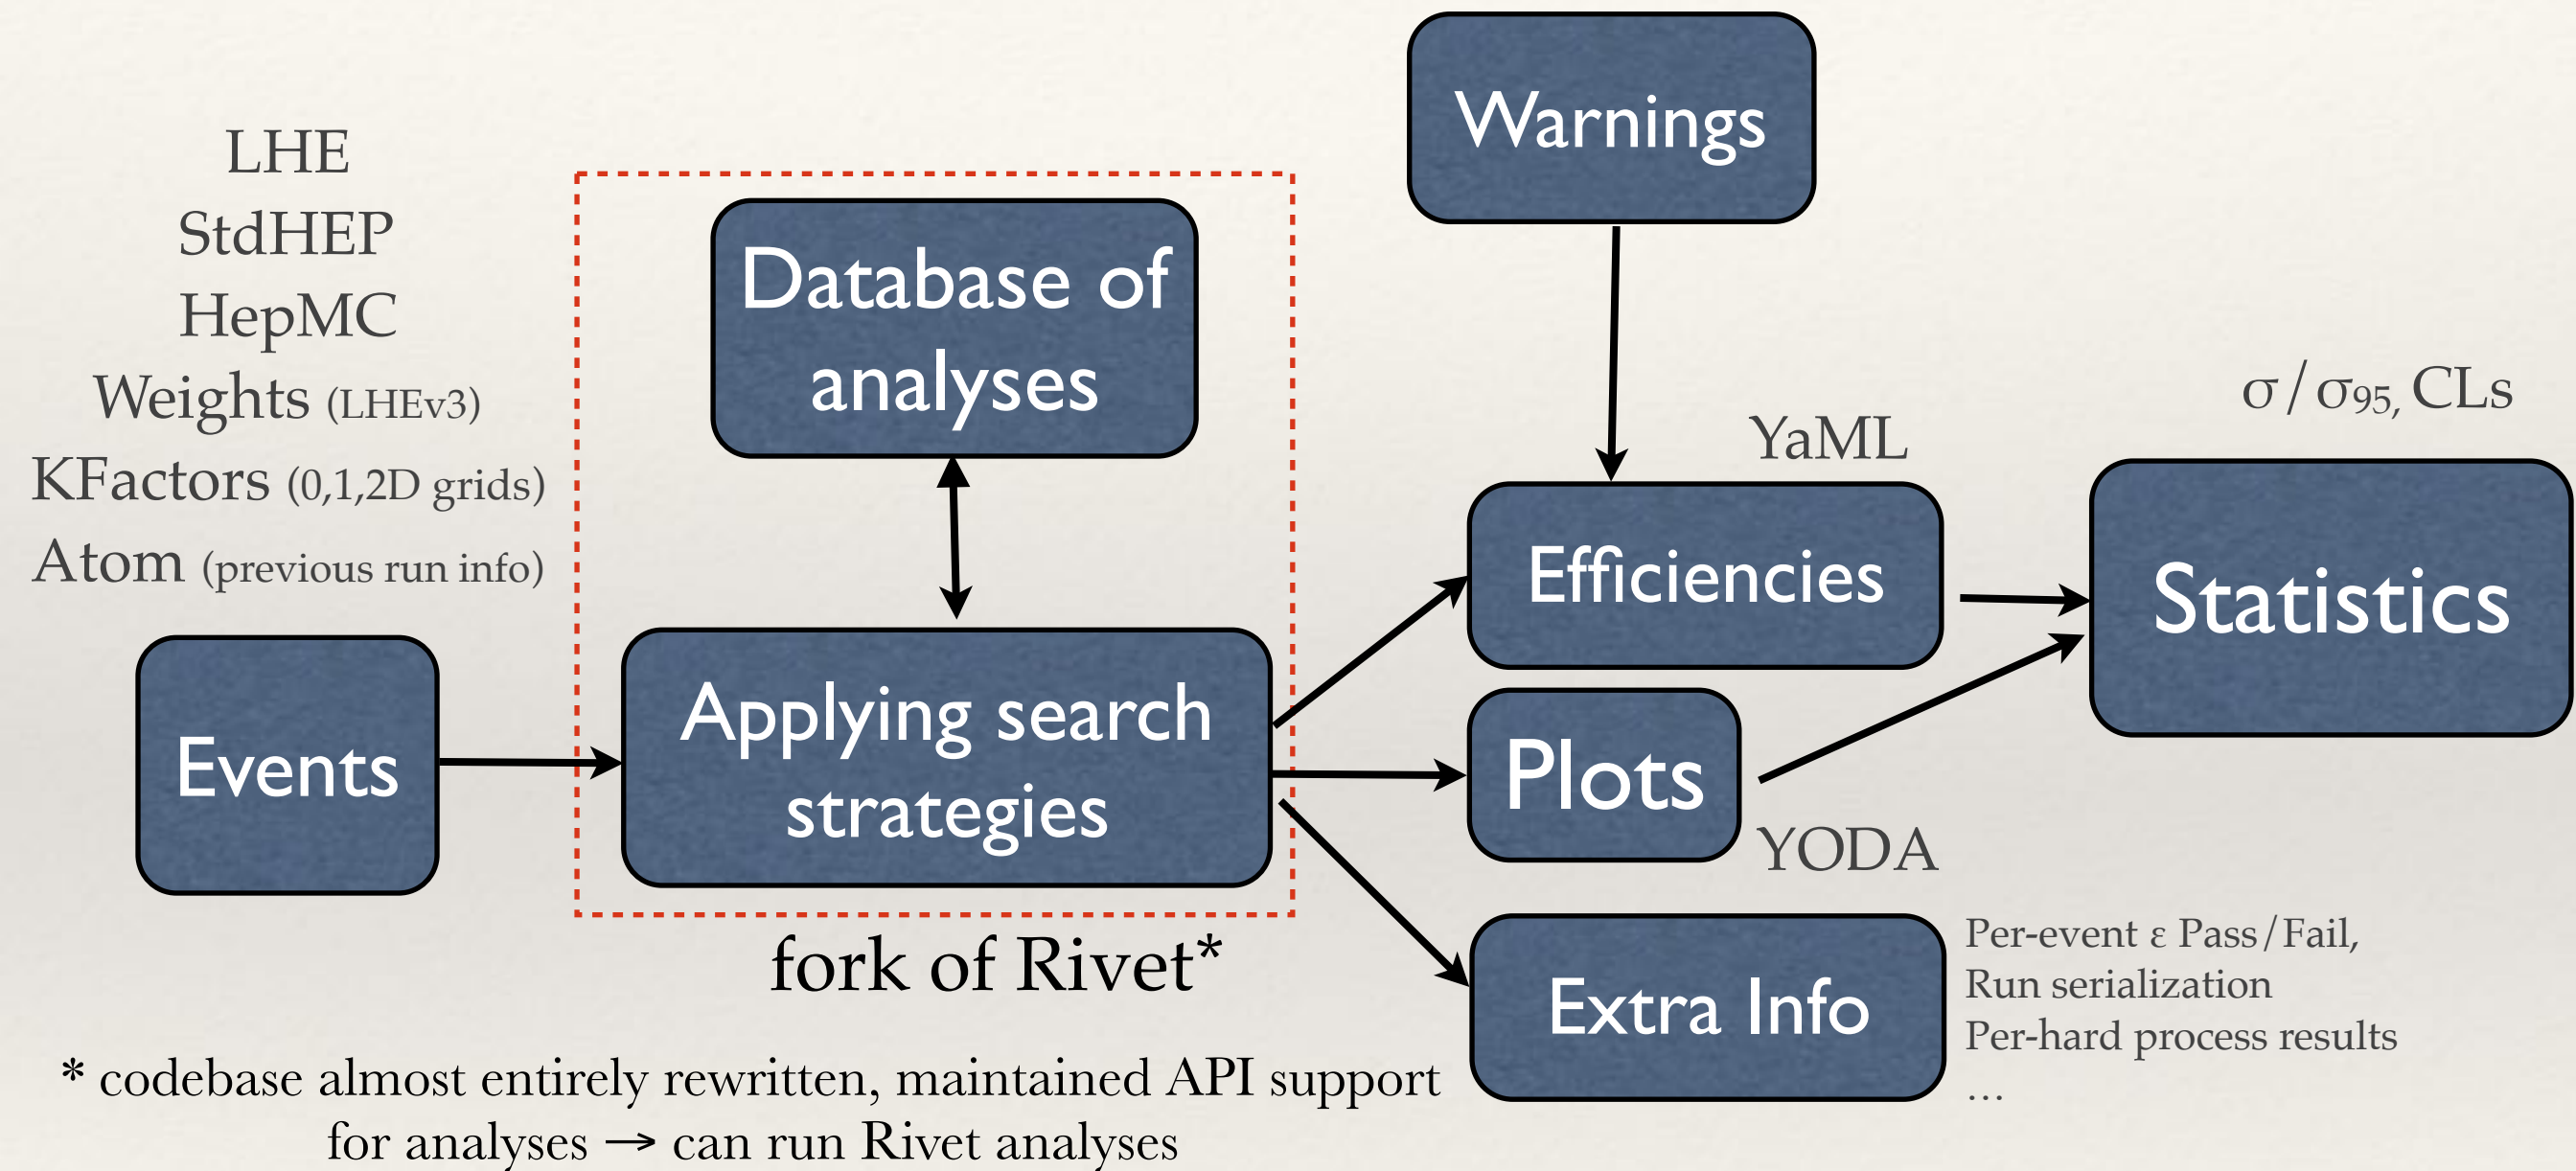 LHE
StdHEP
HepMC
Weights (LHEv3)
KFactors (0,1,2D grids)
Atom (previous run info)
Events
Database of
analyses
Applying search
strategies
fork of Rivet*
* codebase almost entirely rewritten, maintained API support
for analyses → can run Rivet analyses
Warnings
YaML
Efficiencies
Plots
YODA
Extra Info
Per-event ε Pass/Fail,
Run serialization
Per-hard process results
...
σ/σ95, CLs
Statistics